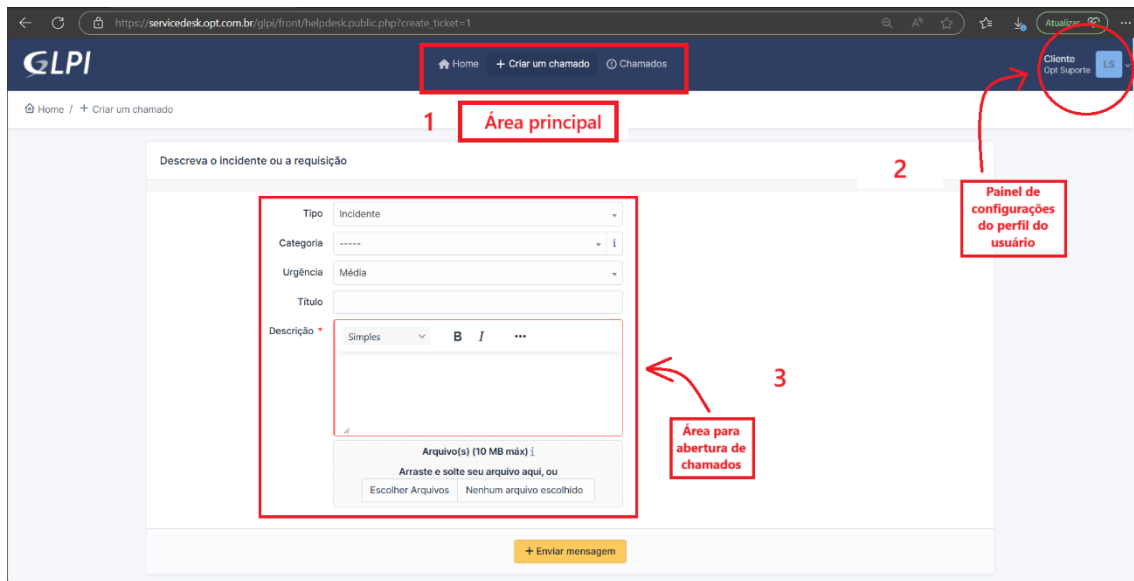 https://servicedesk.opt.com.br/glpi/front/helpdesk.public.php?create_ticket=1
Atualizar
GLPI
Home
+ Criar um chamado
Chamados
Cliente
Opt Suporte
LS
Home / + Criar um chamado
1
Área principal
Descreva o incidente ou a requisição
2
Painel de
configurações
do perfil do
usuário
Tipo
Incidente
Categoria
-----
i
Urgência
Média
Título
Descrição *
Simples
B I ...
3
Área para
abertura de
chamados
Arquivo(s) (10 MB máx) i
Arraste e solte seu arquivo aqui, ou
Escolher Arquivos Nenhum arquivo escolhido
+ Enviar mensagem